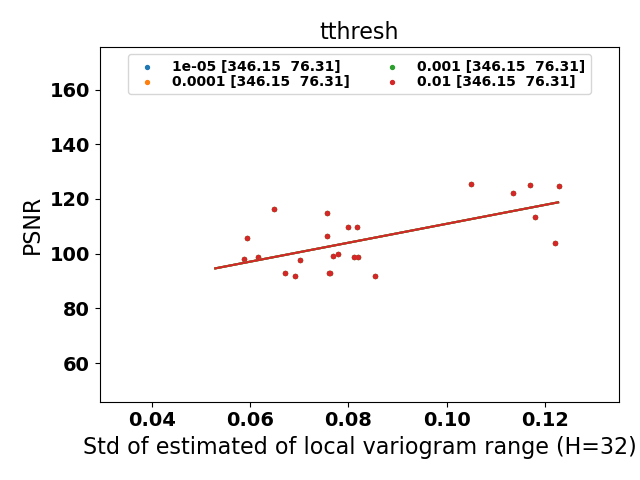 tthresh
1e-05 [346.15  76.31]
0.0001 [346.15  76.31]
0.001 [346.15  76.31]
0.01 [346.15  76.31]
160
140
120
100
80
60
PSNR
0.04 0.06 0.08 0.10 0.12
Std of estimated of local variogram range (H=32)